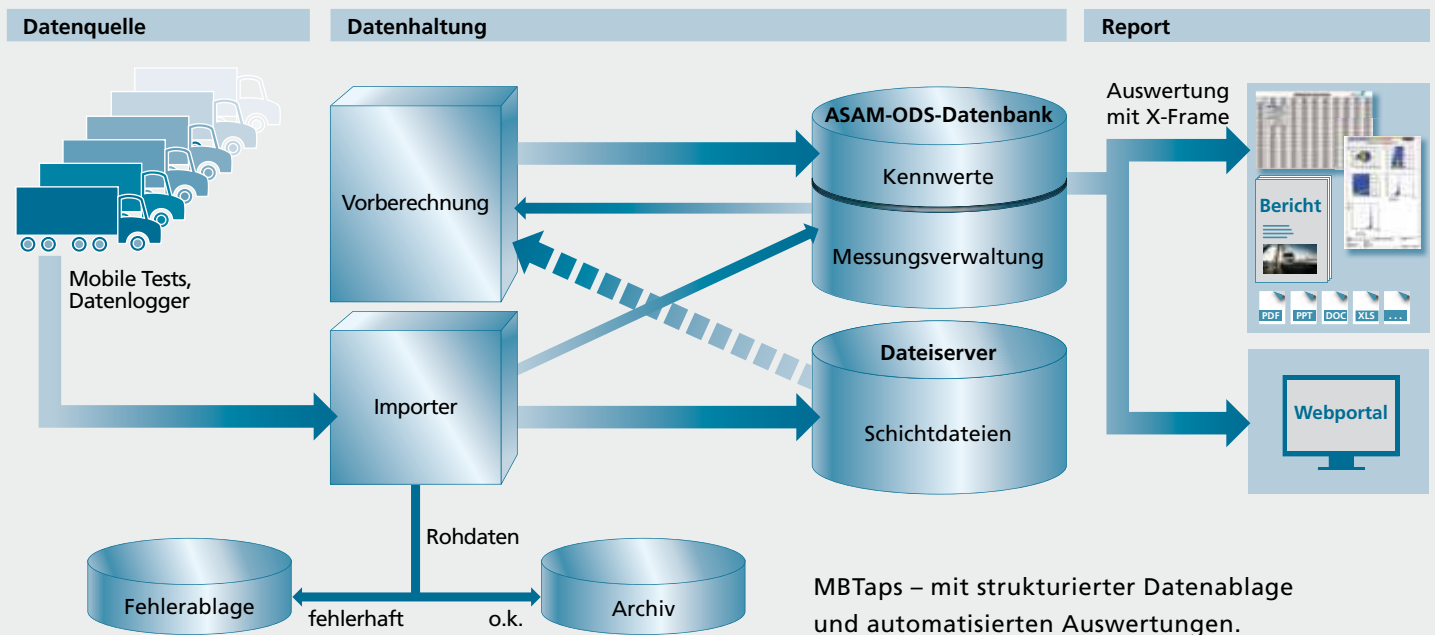 Datenquelle
Datenhaltung
Report
Mobile Tests,
Datenlogger
Vorberechnung
Importer
Rohdaten
Fehlerablage
fehlerhaft
o.k.
Archiv
ASAM-ODS-Datenbank
Kennwerte
Messungsverwaltung
Dateiserver
Schichtdateien
Auswertung
mit X-Frame
Bericht
PDF
PPT
DOC
XLS
...
Webportal
MBTaps – mit strukturierter Datenablage
und automatisierten Auswertungen.